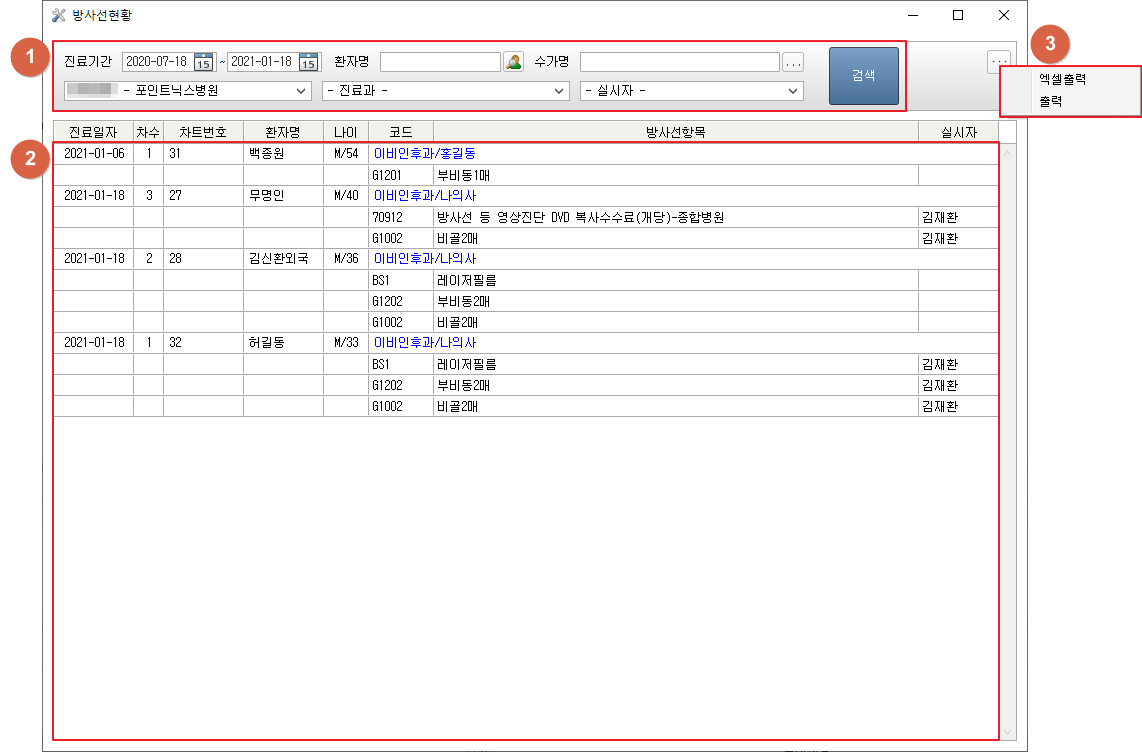 방사선현황
1
진료기간 2020-07-18 15 ~ 2021-01-18 15 환자명 수가명 ...
- 포인트닉스병원 - 진료과 - - 실시자 -
검색
...
3
엑셀출력
출력
진료일자 차수 차트번호 환자명 나이 코드 방사선항목 실시자
2
2021-01-06 1 31 백종원 M/54 이비인후과/홍길동
G1201 부비동1매
2021-01-18 3 27 무명인 M/40 이비인후과/나의사
70912 방사선 등 영상진단 DVD 복사수수료(개당)-종합병원 김재환
G1002 비골2매 김재환
2021-01-18 2 28 김신환외국 M/36 이비인후과/나의사
BS1 레이저필름
G1202 부비동2매
G1002 비골2매
2021-01-18 1 32 허길동 M/33 이비인후과/나의사
BS1 레이저필름 김재환
G1202 부비동2매 김재환
G1002 비골2매 김재환